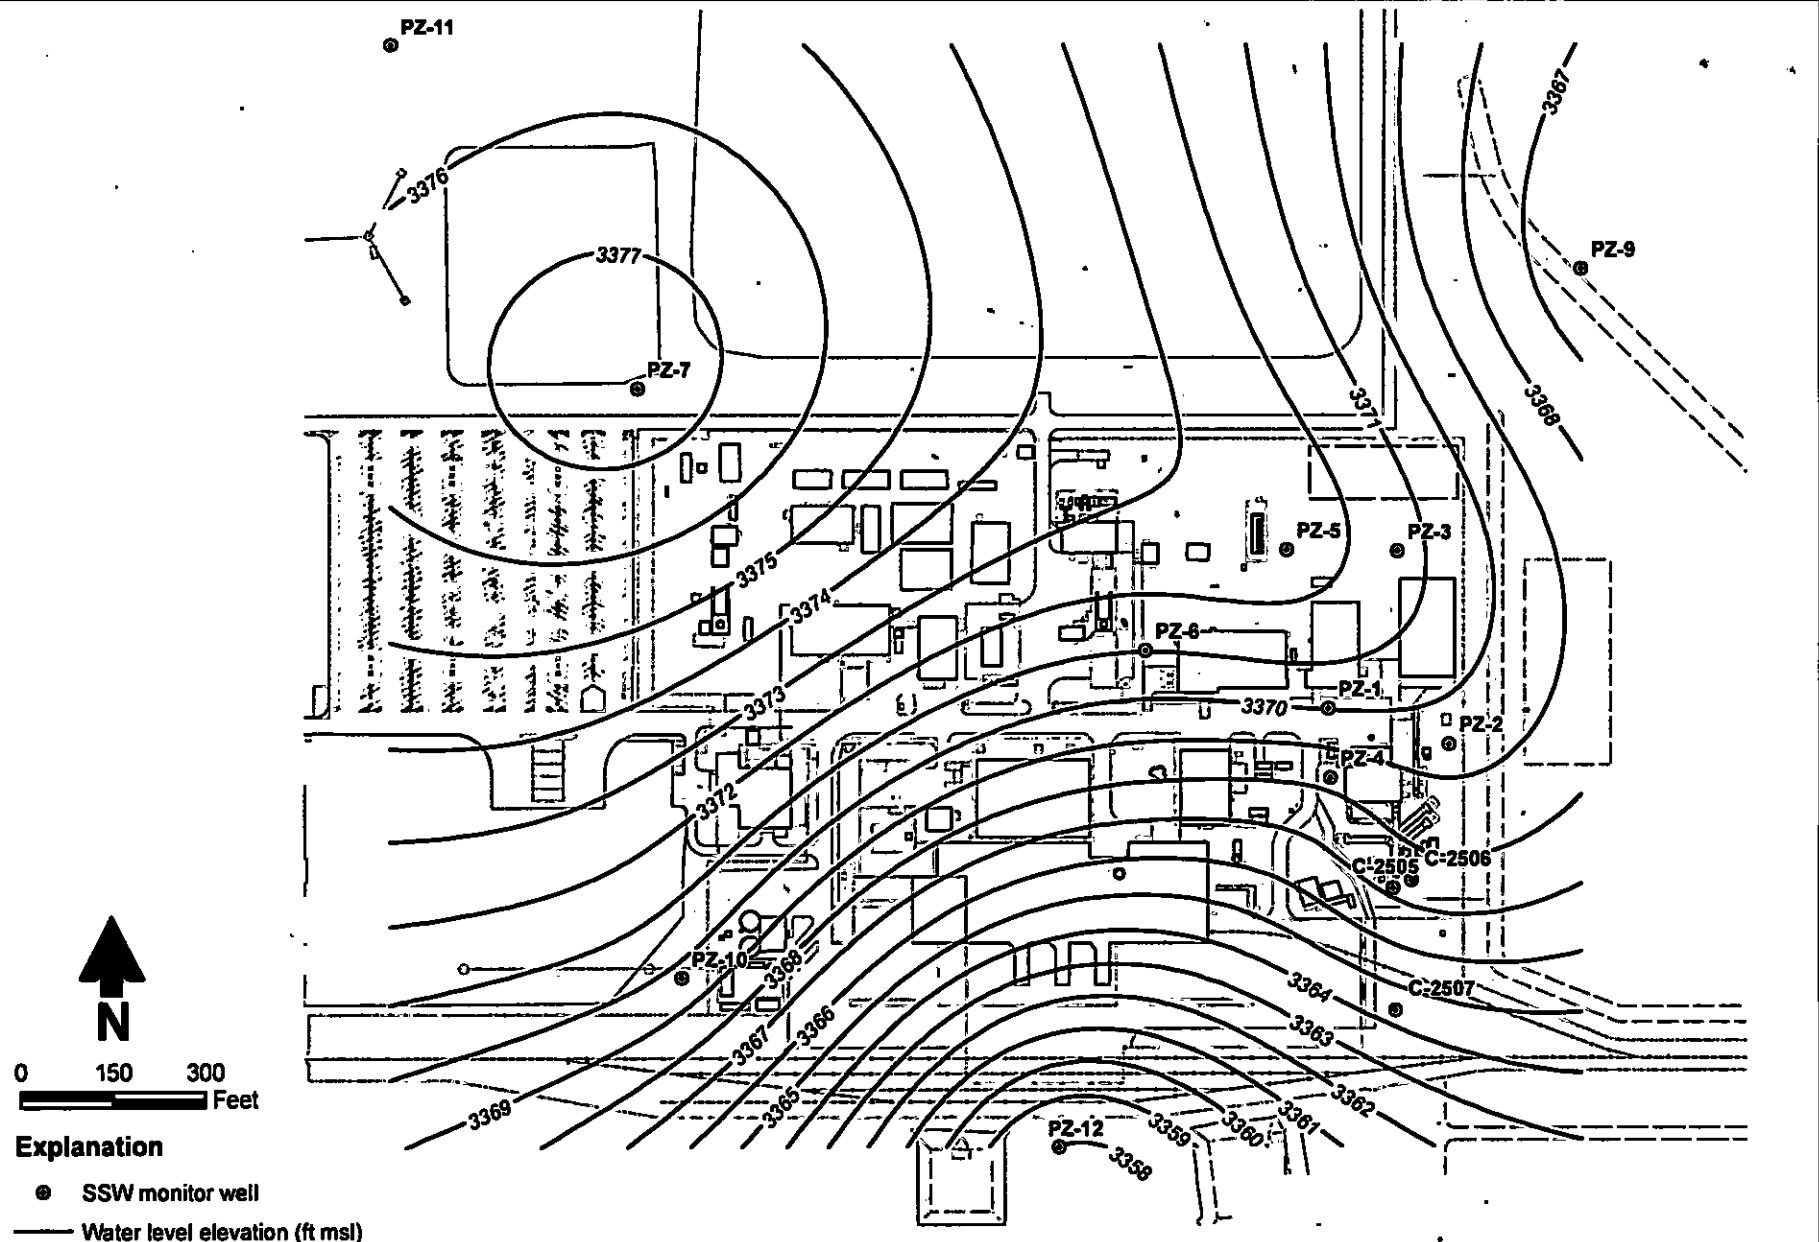 PZ-11
3367
3376
PZ-9
3377
PZ-7
3371
3368
PZ-5
PZ-3
3375
3374
PZ-6
PZ-1
3373
3370
PZ-2
PZ-4
3372
C-2506
C-2505
PZ-10
3368
3364
C-2507
3366
3367
3363
N
0 150 300
Feet
3365
3369
3362
3361
PZ-12
3359
3360
3358
Explanation
SSW monitor well
Water level elevation (ft msl)